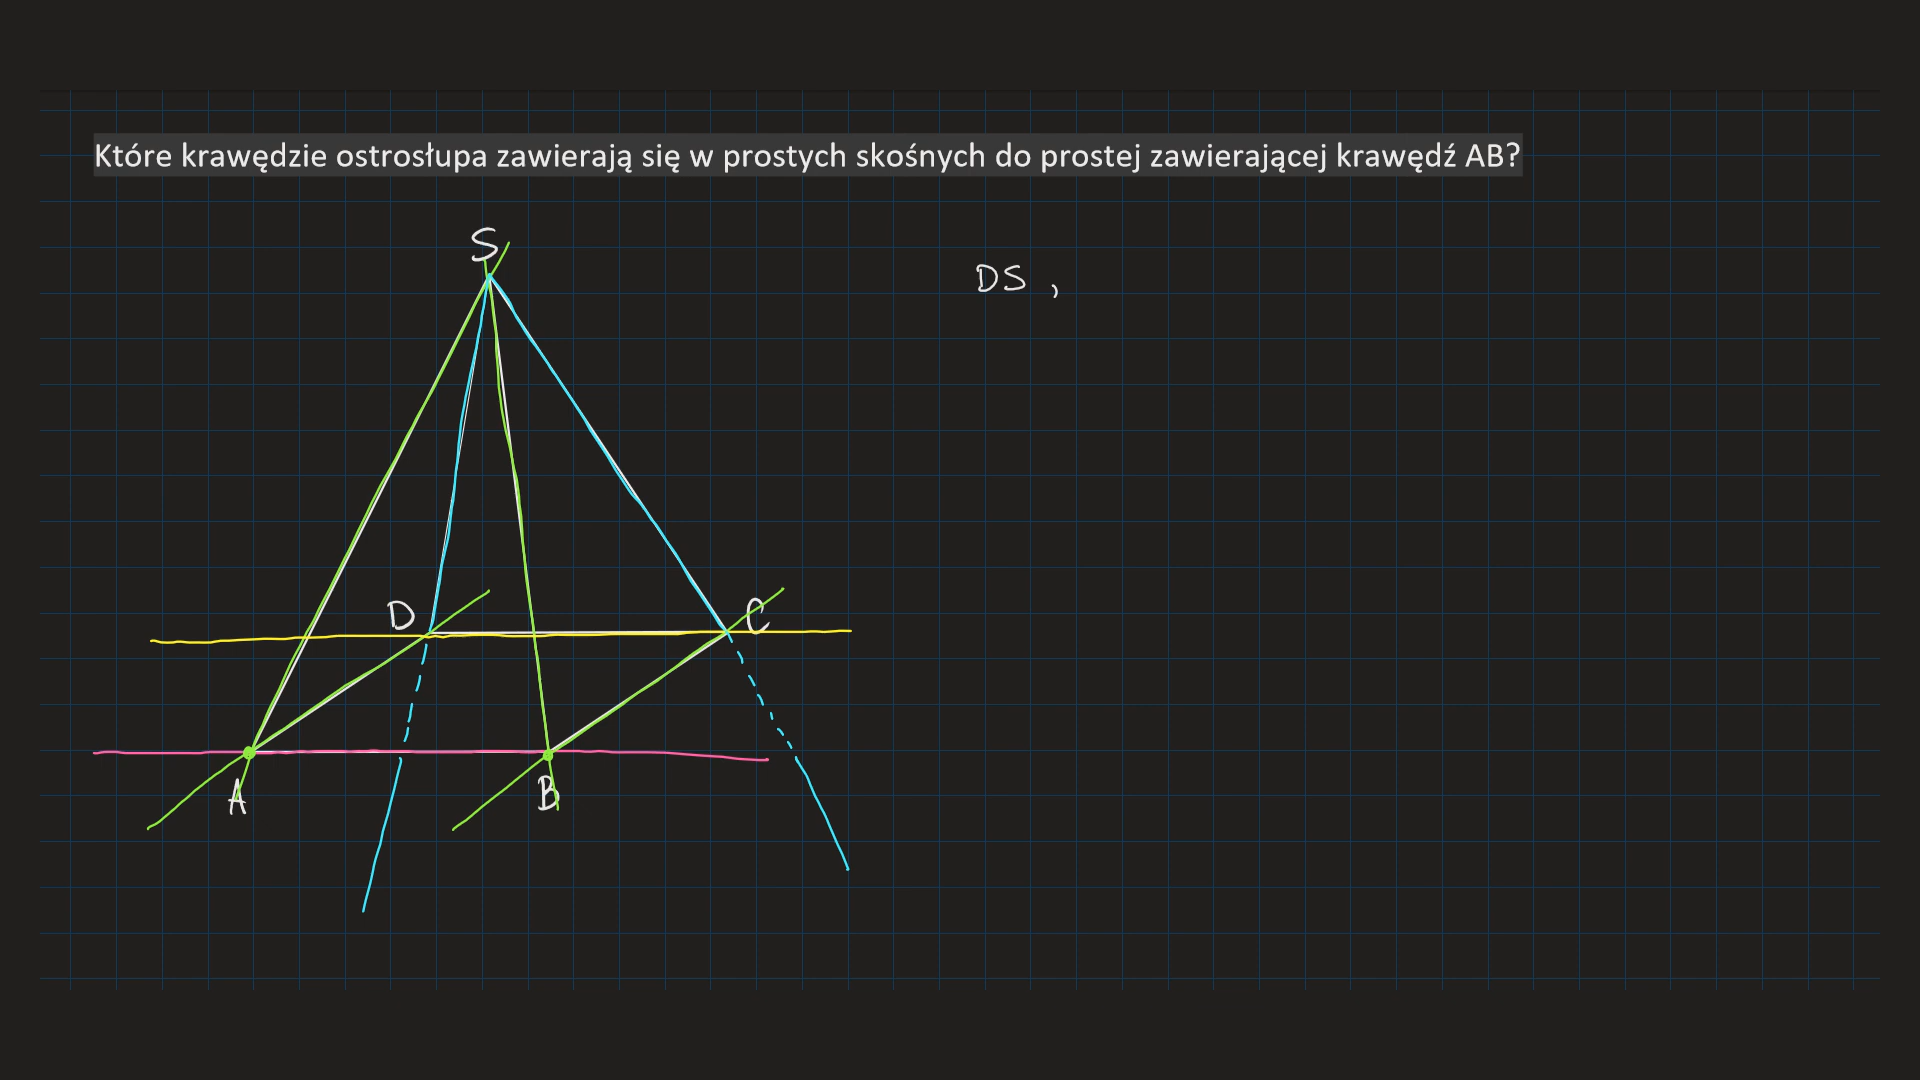 Które krawędzie ostrosłupa zawierają się w prostych skośnych do prostej zawierającej krawędź AB?
S
DS ,
D
C
A
B